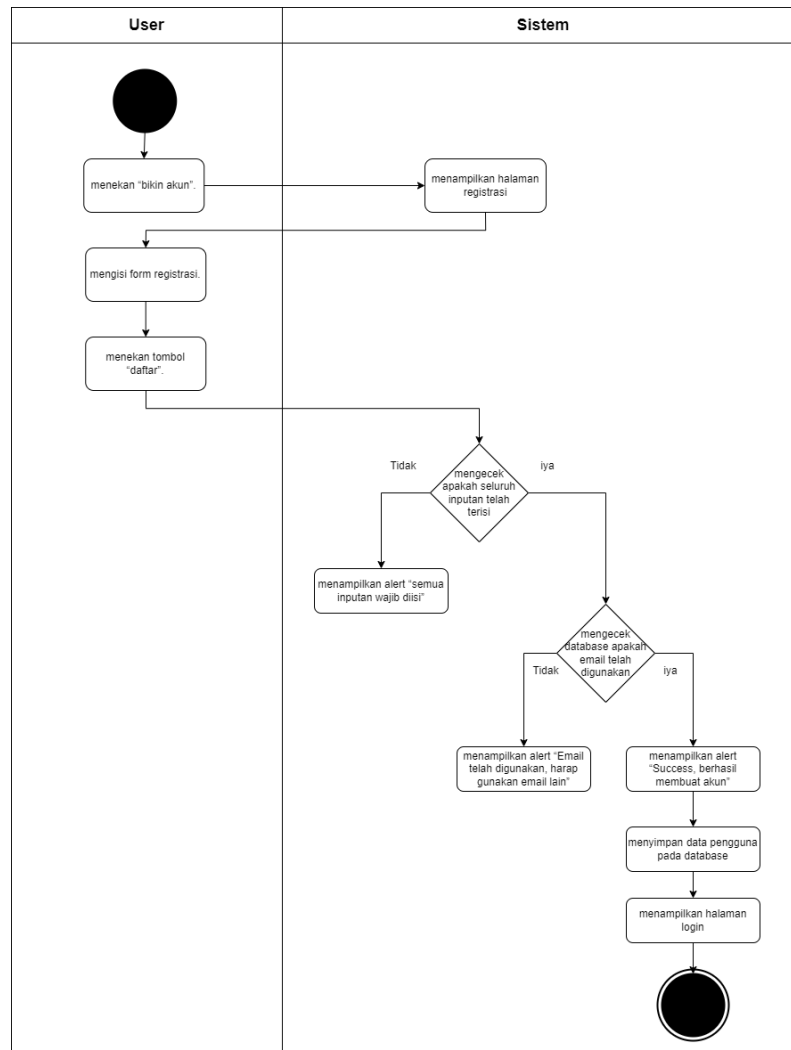 User
Sistem
menekan “bikin akun”.
menampilkan halaman
registrasi
mengisi form registrasi.
menekan tombol
“daftar”.
Tidak
iya
mengecek
apakah seluruh
inputan telah
terisi
menampilkan alert “semua
inputan wajib diisi”
mengecek
database apakah
email telah
digunakan
Tidak
iya
menampilkan alert “Email
telah digunakan, harap
gunakan email lain”
menampilkan alert
“Success, berhasil
membuat akun”
menyimpan data pengguna
pada database
menampilkan halaman
login